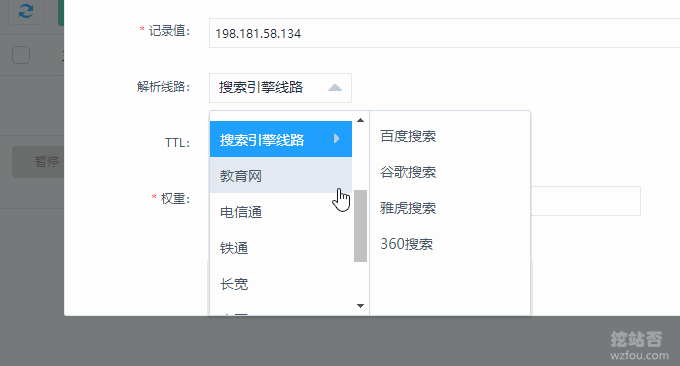 * 记录值:
198.181.58.134
解析线路:
搜索引擎线路
TTL:
搜索引擎线路
百度搜索
暂停
教育网
谷歌搜索
* 权重:
电信通
雅虎搜索
铁通
360搜索
长宽
挖站否
wzfou.com